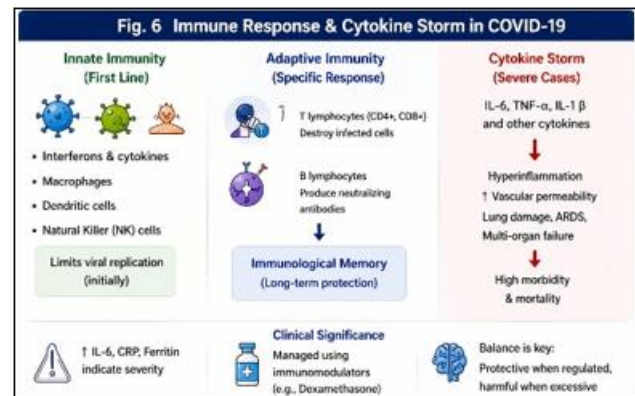 Fig. 6 Immune Response & Cytokine Storm in COVID-19
Innate Immunity
(First Line)
• Interferons & cytokines
• Macrophages
• Dendritic cells
• Natural Killer (NK) cells
Limits viral replication
(initially)
Adaptive Immunity
(Specific Response)
T lymphocytes (CD4+, CD8+)
Destroy infected cells
B lymphocytes
Produce neutralizing
antibodies
Immunological Memory
(Long-term protection)
Cytokine Storm
(Severe Cases)
IL-6, TNF-α, IL-1 β
and other cytokines
Hyperinflammation
↑ Vascular permeability
Lung damage, ARDS,
Multi-organ failure
High morbidity
& mortality
↑ IL-6, CRP, Ferritin
indicate severity
Clinical Significance
Managed using
immunomodulators
(e.g., Dexamethasone)
Balance is key:
Protective when regulated,
harmful when excessive